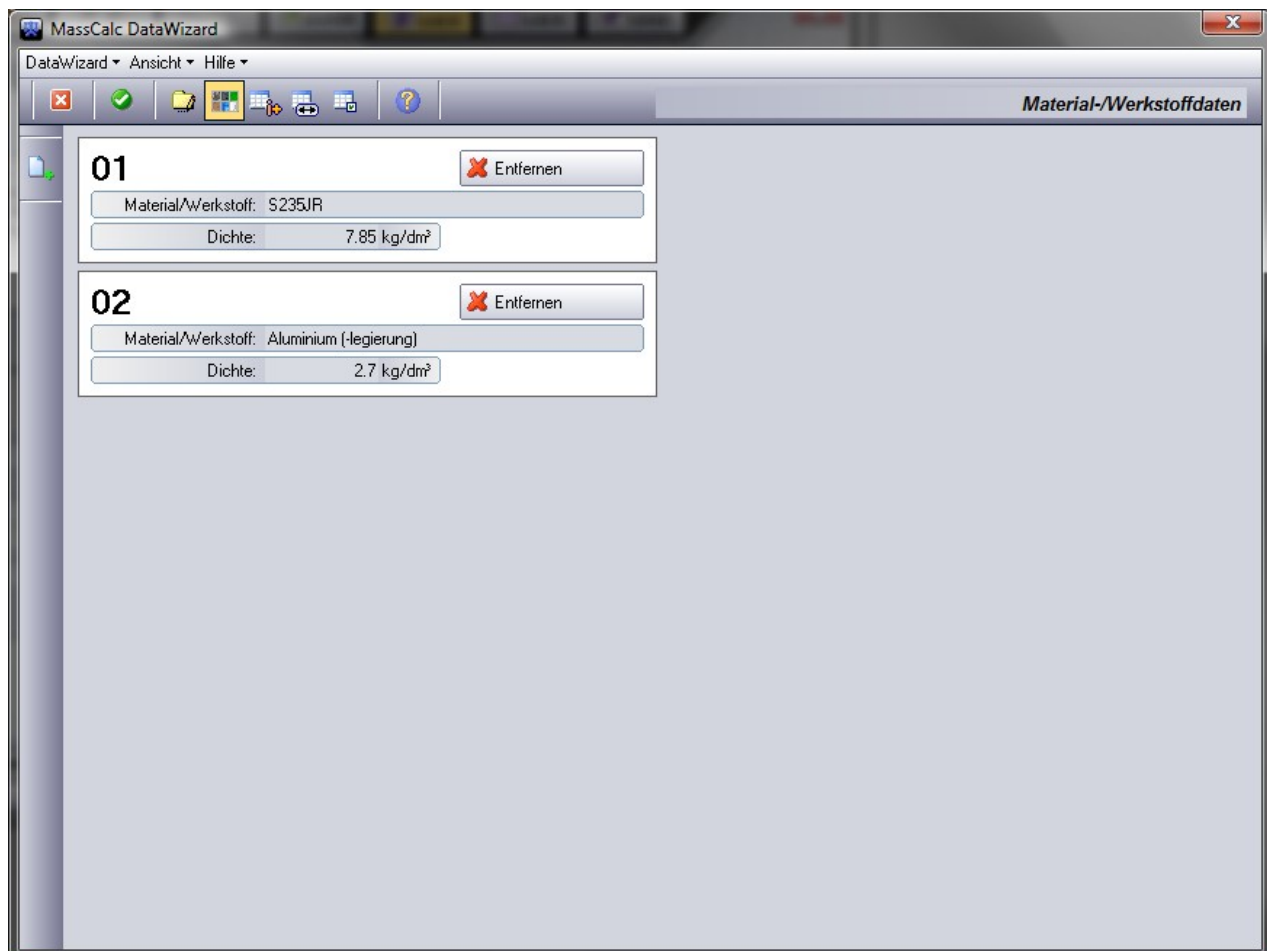 MassCalc DataWizard
DataWizard Ansicht Hilfe
Material-/Werkstoffdaten
01
Entfernen
Material/Werkstoff: S235JR
Dichte: 7.85 kg/dm³
02
Entfernen
Material/Werkstoff: Aluminium (-legierung)
Dichte: 2.7 kg/dm³